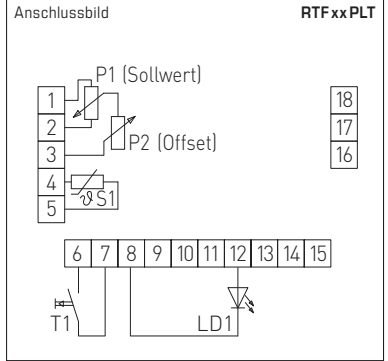 Anschlussbild RTF xx PLT
P1 (Sollwert)
1
18
2
17
P2 (Offset)
3
16
4
ϑ S1
5
6 7 8 9 10 11 12 13 14 15
T1 LD1